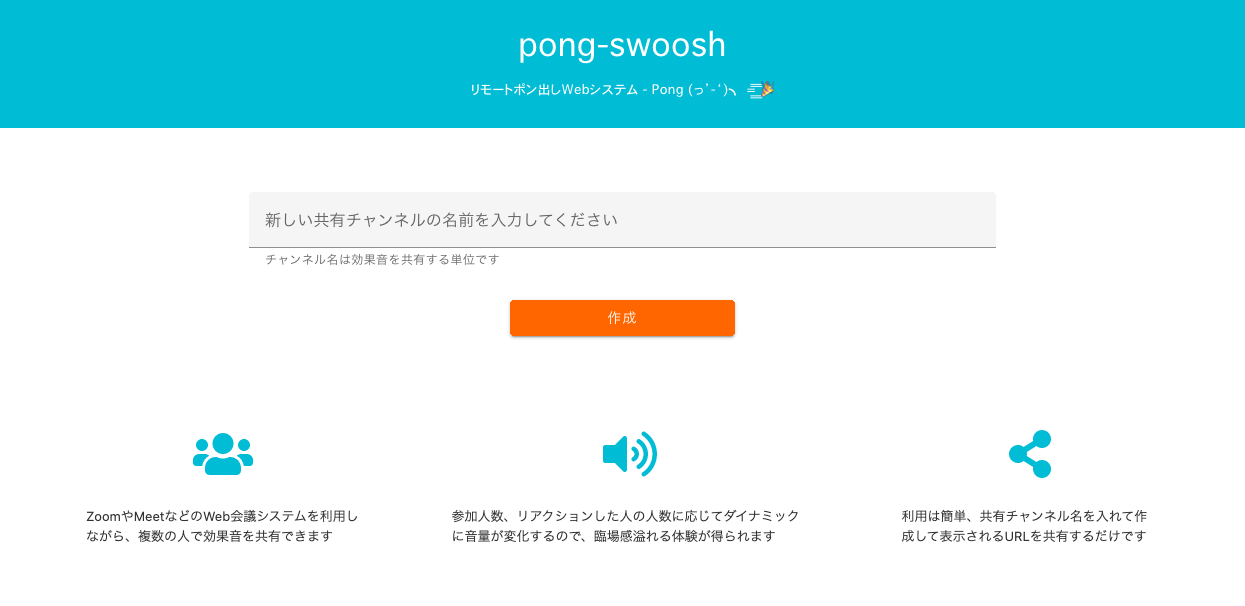 pong-swoosh
リモートポン出しWebシステム - Pong (っ'-')╮ =͟͟͞͞🎉
新しい共有チャンネルの名前を入力してください
チャンネル名は効果音を共有する単位です
作成
ZoomやMeetなどのWeb会議システムを利用し
ながら、複数の人で効果音を共有できます
参加人数、リアクションした人の人数に応じてダイナミック
に音量が変化するので、臨場感溢れる体験が得られます
利用は簡単、共有チャンネル名を入れて作
成して表示されるURLを共有するだけです